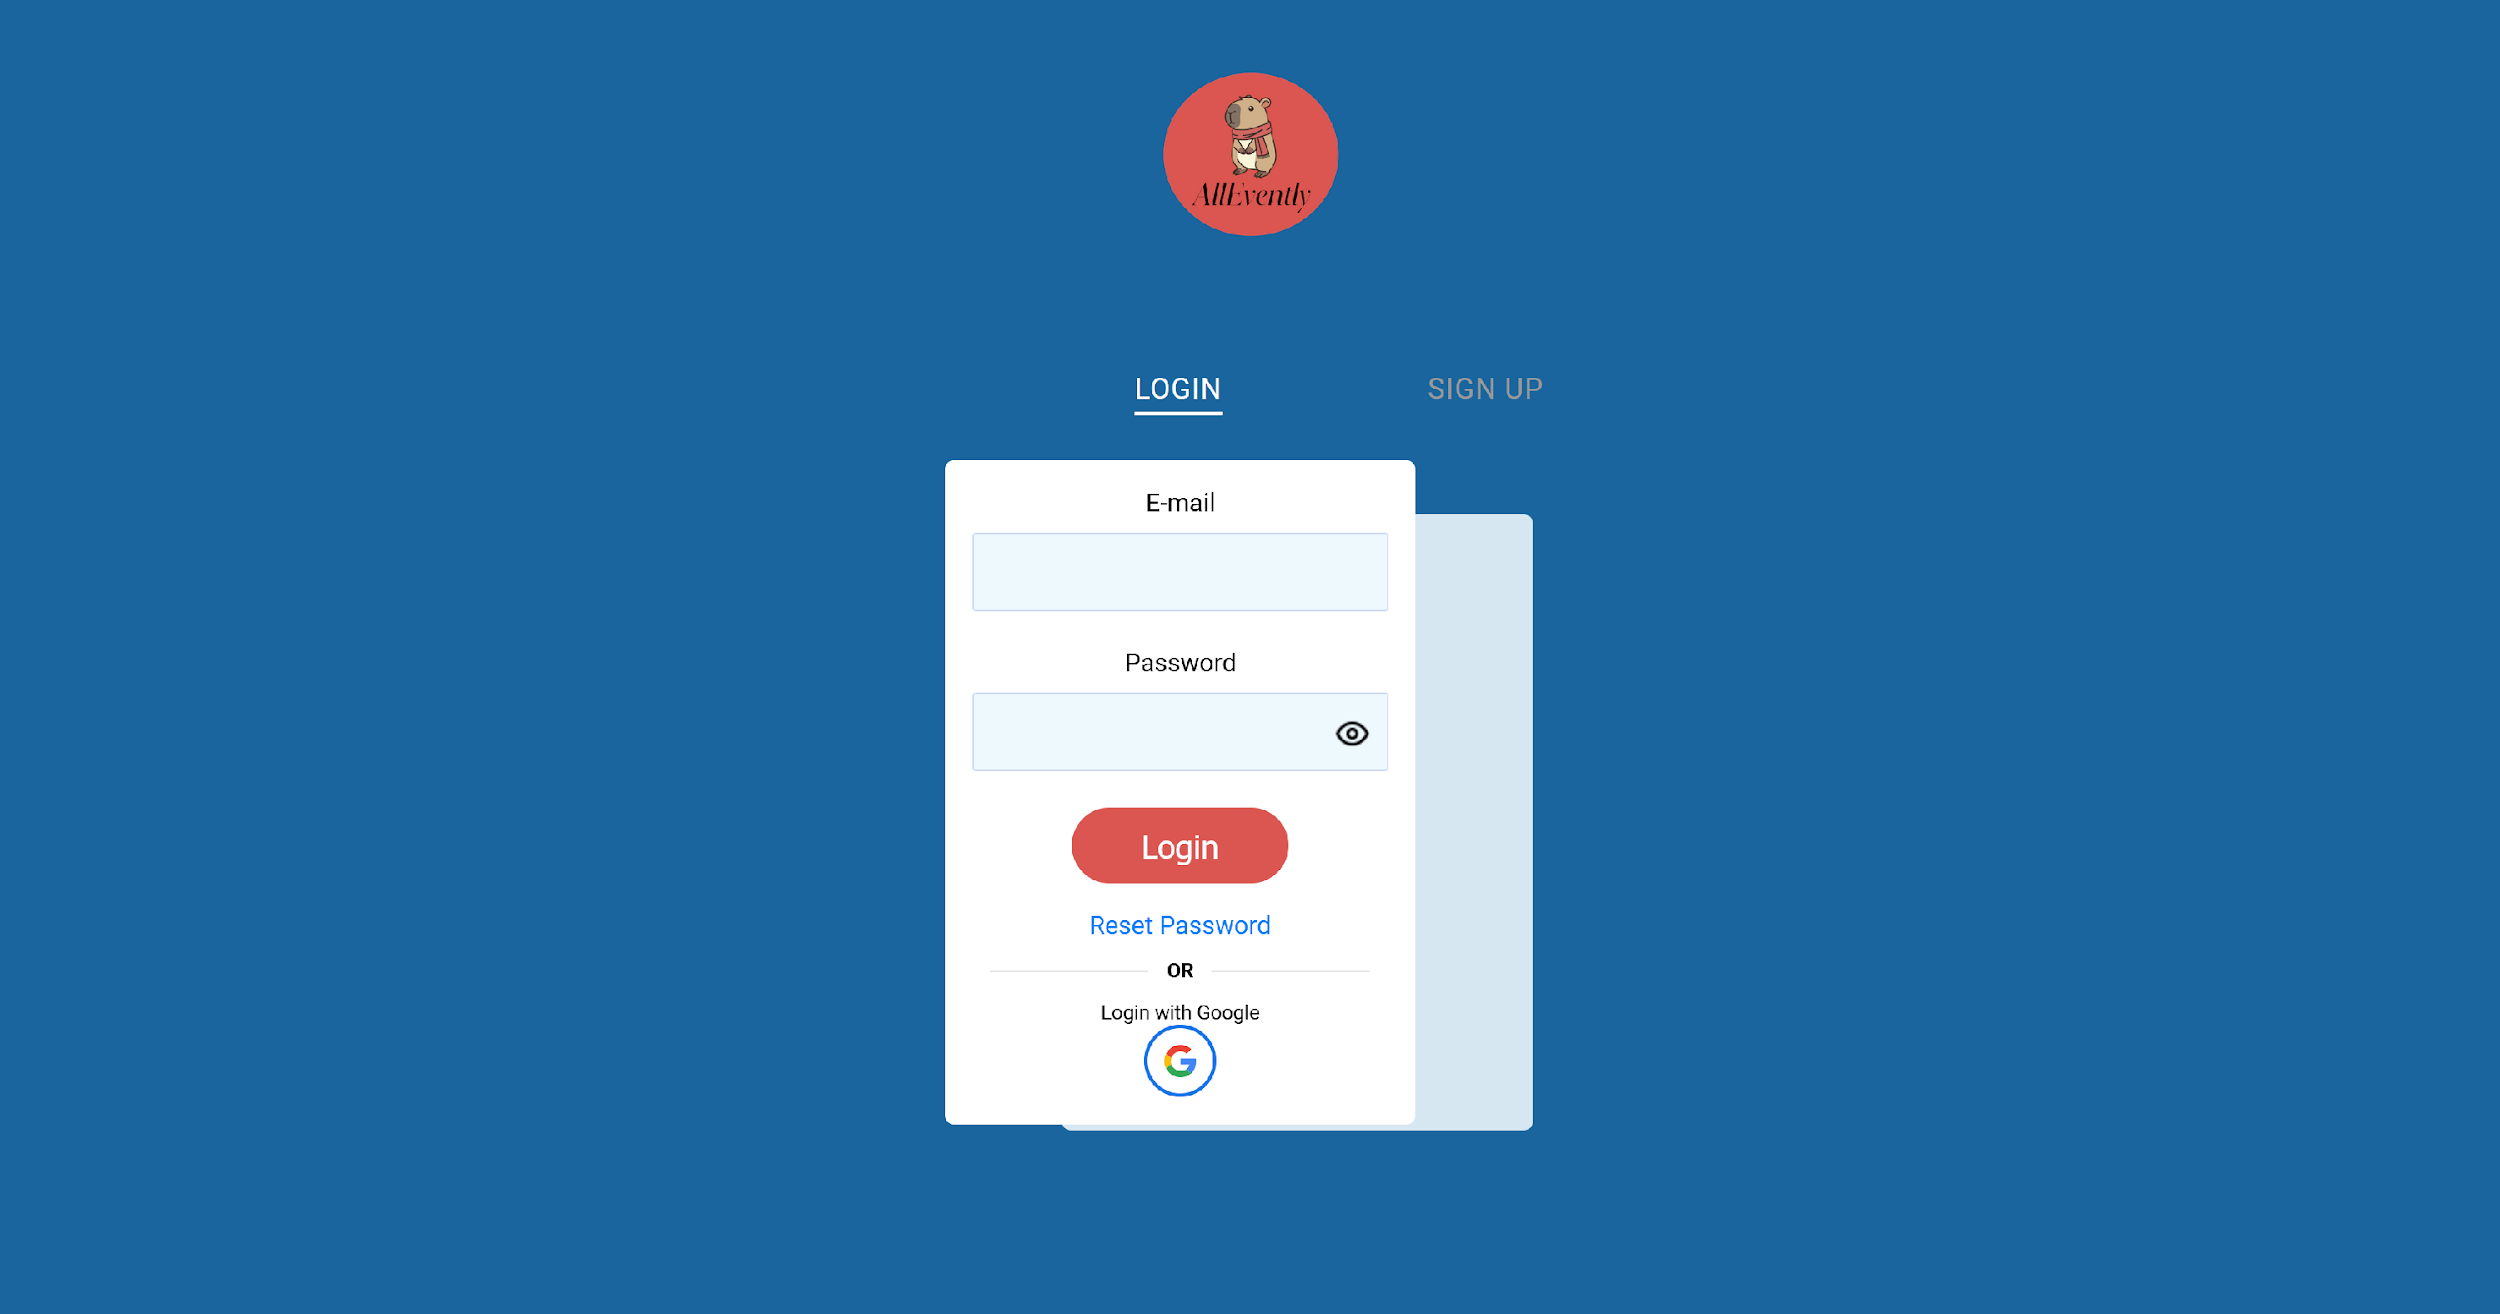 AllEvently
LOGIN
SIGN UP
E-mail
Password
Login
Reset Password
OR
Login with Google